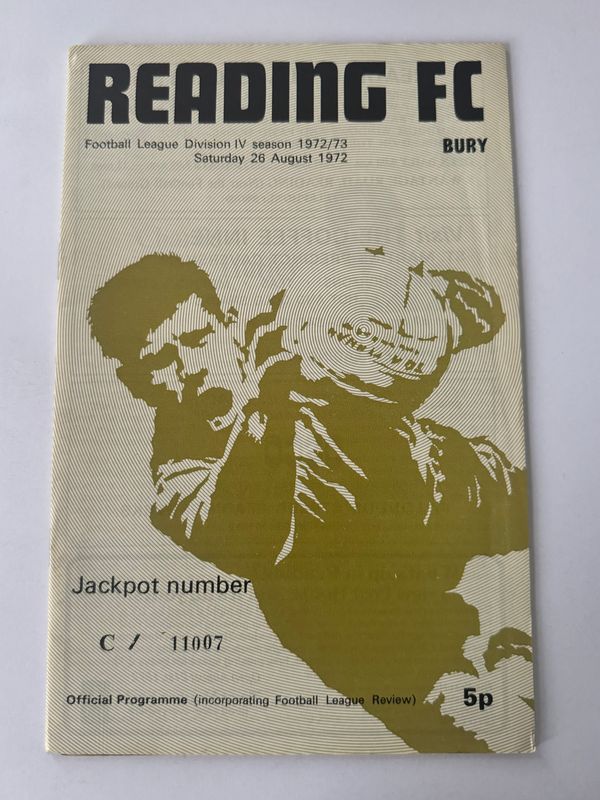 READING FC
Football League Division IV season 1972/73
Saturday 26 August 1972
BURY
Jackpot number
C / 11007
Official Programme (incorporating Football League Review)
5p